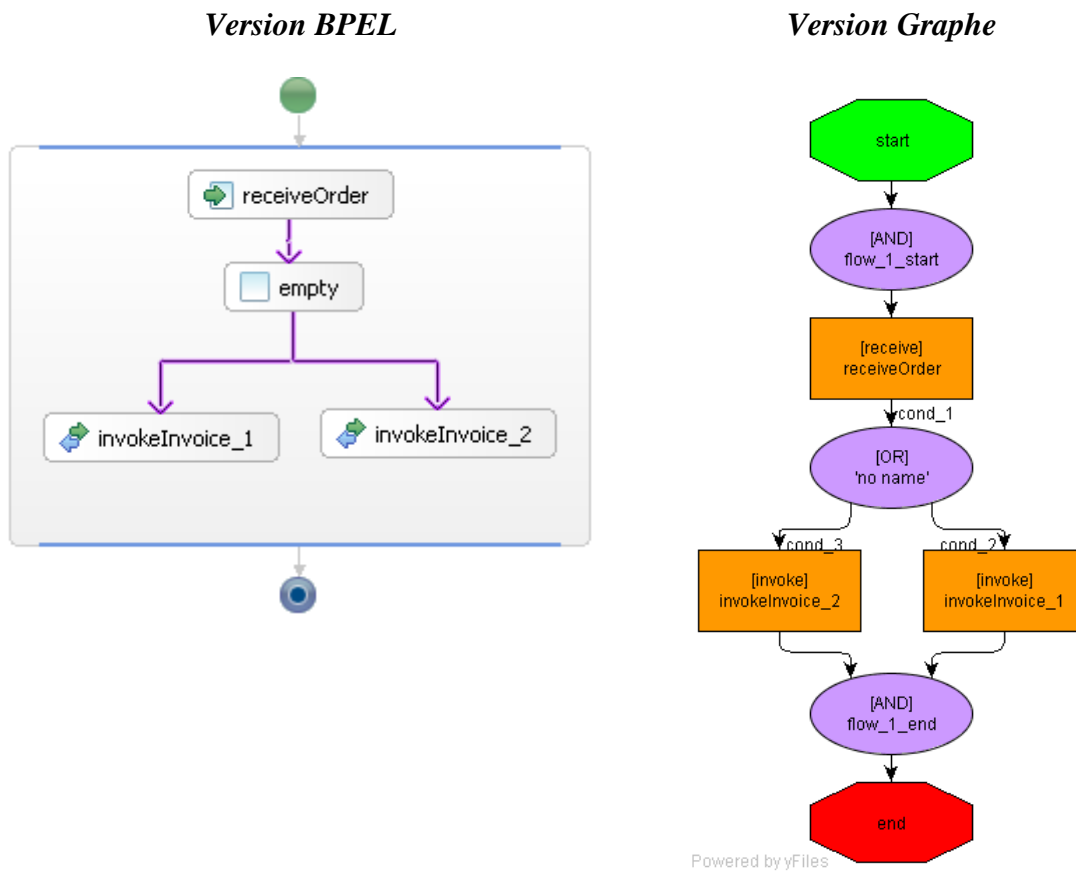 Version BPEL
receiveOrder
empty
invokeInvoice_1
invokeInvoice_2
Version Graphe
start
[AND]
flow_1_start
[receive]
receiveOrder
cond_1
[OR]
'no name'
cond_3
cond_2
[invoke]
invokeInvoice_2
[invoke]
invokeInvoice_1
[AND]
flow_1_end
end
Powered by yFiles